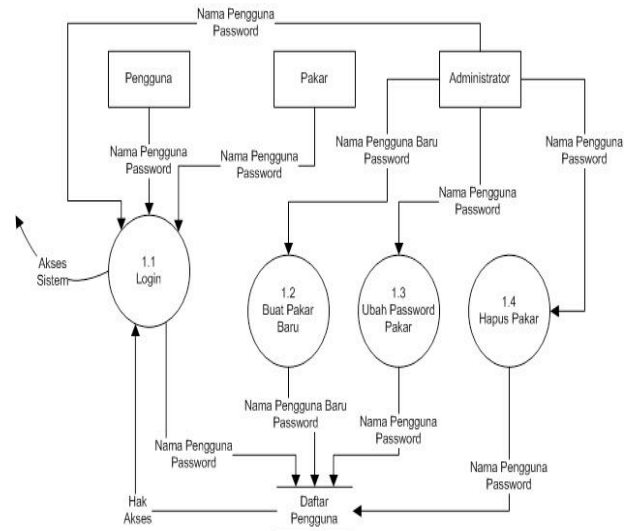 Nama Pengguna
Password
Pengguna
Pakar
Administrator
Nama Pengguna
Password
Nama Pengguna
Password
Nama Pengguna Baru
Password
Nama Pengguna
Password
Nama Pengguna
Password
Akses
Sistem
1.1
Login
1.2
Buat Pakar
Baru
1.3
Ubah Password
Pakar
1.4
Hapus Pakar
Nama Pengguna Baru
Password
Nama Pengguna
Password
Nama Pengguna
Password
Nama Pengguna
Password
Hak
Akses
Daftar
Pengguna